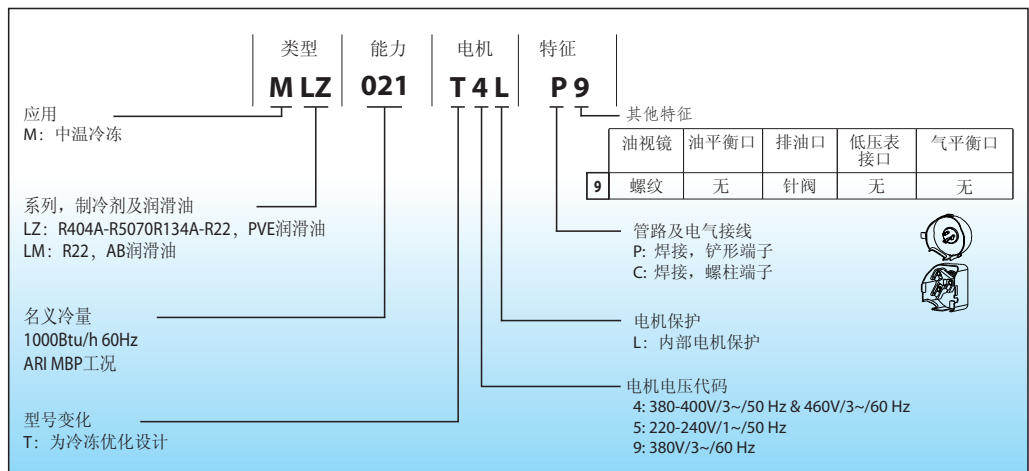 类型 能力 电机 特征
M LZ 021 T 4 L P 9
应用
M：中温冷冻
系列，制冷剂及润滑油
LZ：R404A-R5070R134A-R22，PVE润滑油
LM：R22，AB润滑油
名义冷量
1000Btu/h 60Hz
ARI MBP工况
型号变化
T：为冷冻优化设计
其他特征
油视镜 油平衡口 排油口 低压表接口 气平衡口
9 螺纹 无 针阀 无 无
管路及电气接线
P: 焊接，铲形端子
C: 焊接，螺柱端子
电机保护
L：内部电机保护
电机电压代码
4: 380-400V/3~/50 Hz & 460V/3~/60 Hz
5: 220-240V/1~/50 Hz
9: 380V/3~/60 Hz